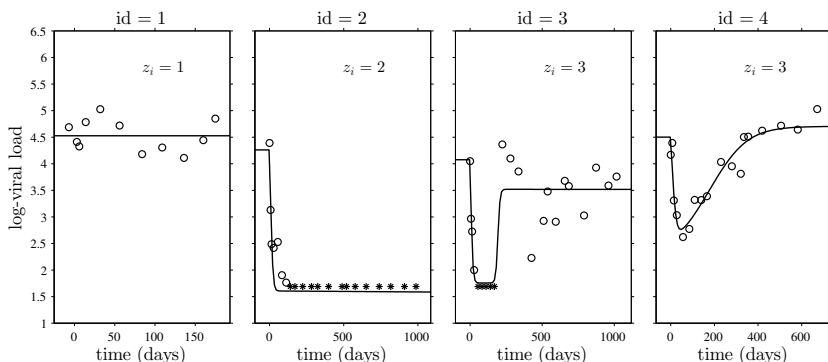 id = 1
id = 2
id = 3
id = 4
6.5
6
5.5
5
4.5
4
3.5
3
2.5
2
1.5
1
log-viral load
z_i = 1
z_i = 2
z_i = 3
z_i = 3
0 50 100 150
0 500 1000
0 500 1000
0 200 400 600
time (days)
time (days)
time (days)
time (days)